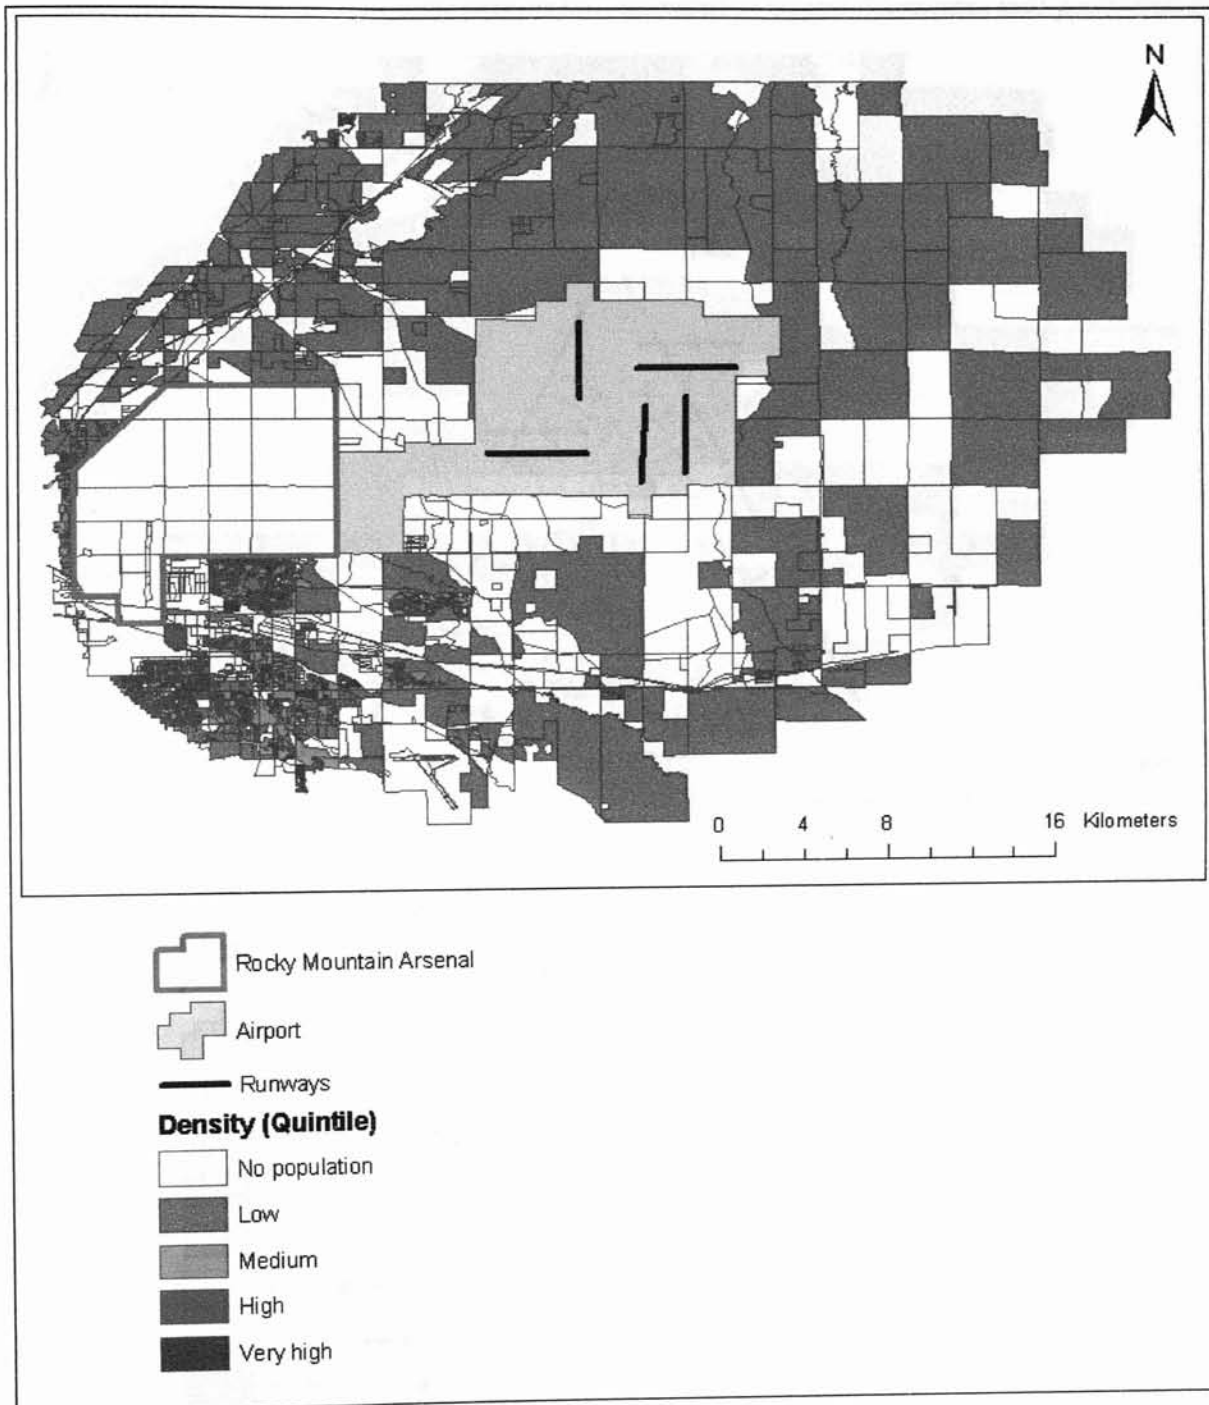 N
0 4 8 16 Kilometers
Rocky Mountain Arsenal
Airport
Runways
Density (Quintile)
No population
Low
Medium
High
Very high